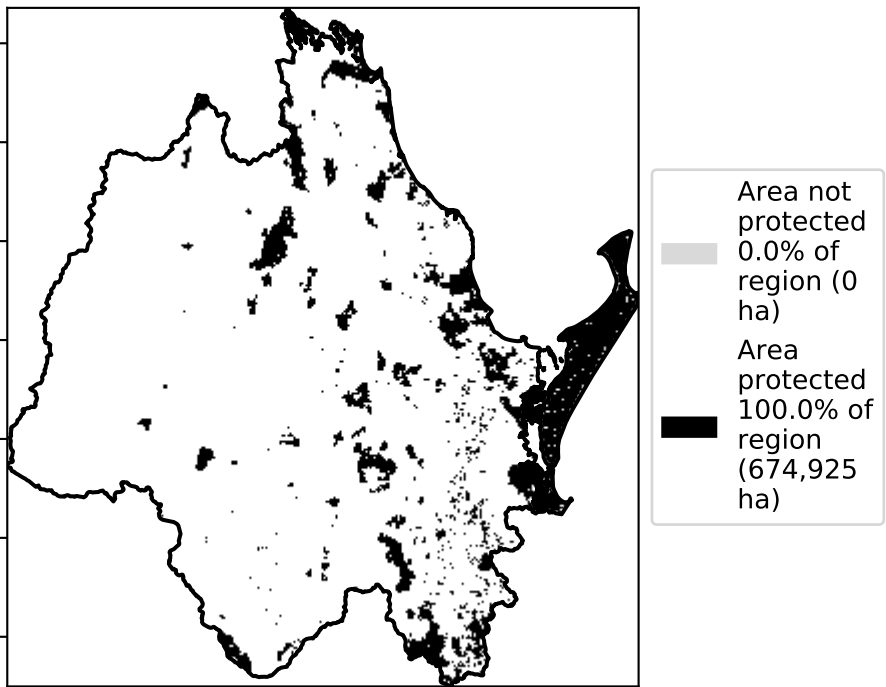 Area not
protected
0.0% of
region (0
ha)
Area
protected
100.0% of
region
(674,925
ha)